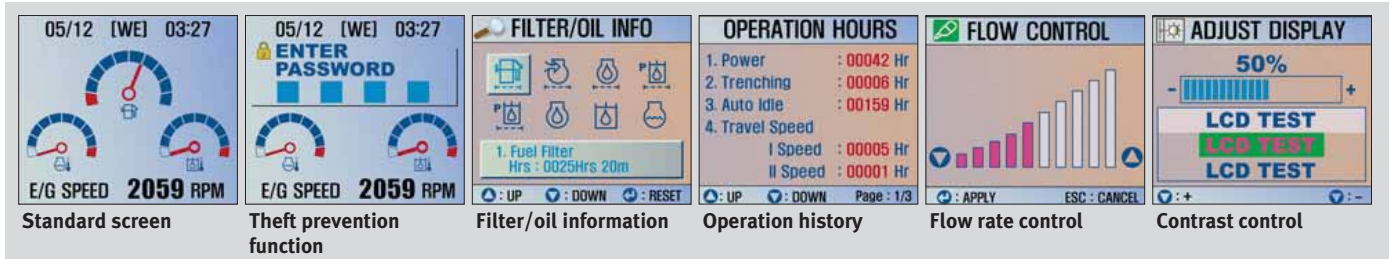 05/12 [WE] 03:27
E/G SPEED 2059 RPM
Standard screen
05/12 [WE] 03:27
ENTER
PASSWORD
E/G SPEED 2059 RPM
Theft prevention
function
FILTER/OIL INFO
P
P
1. Fuel Filter
Hrs : 0025Hrs 20m
: UP : DOWN : RESET
Filter/oil information
OPERATION HOURS
1. Power : 00042 Hr
2. Trenching : 00006 Hr
3. Auto Idle : 00159 Hr
4. Travel Speed
I Speed : 00005 Hr
II Speed : 00001 Hr
: UP : DOWN Page : 1/3
Operation history
FLOW CONTROL
: APPLY ESC : CANCEL
Flow rate control
ADJUST DISPLAY
50%
- +
LCD TEST
LCD TEST
LCD TEST
: + : -
Contrast control